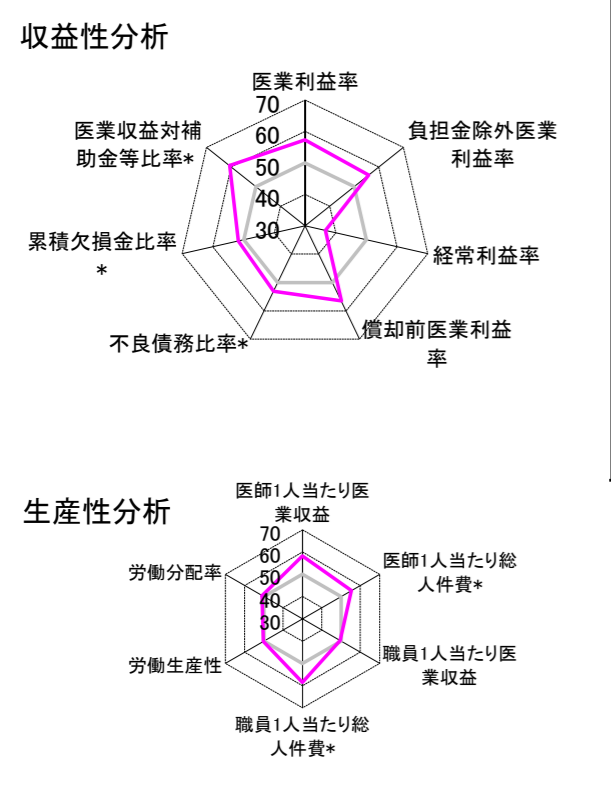 収益性分析
医業利益率
70
60
50
40
30
負担金除外医業
利益率
経常利益率
償却前医業利益
率
不良債務比率*
累積欠損金比率
*
医業収益対補
助金等比率*
生産性分析
医師1人当たり医
業収益
70
60
50
40
30
医師1人当たり総
人件費*
職員1人当たり医
業収益
職員1人当たり総
人件費*
労働生産性
労働分配率